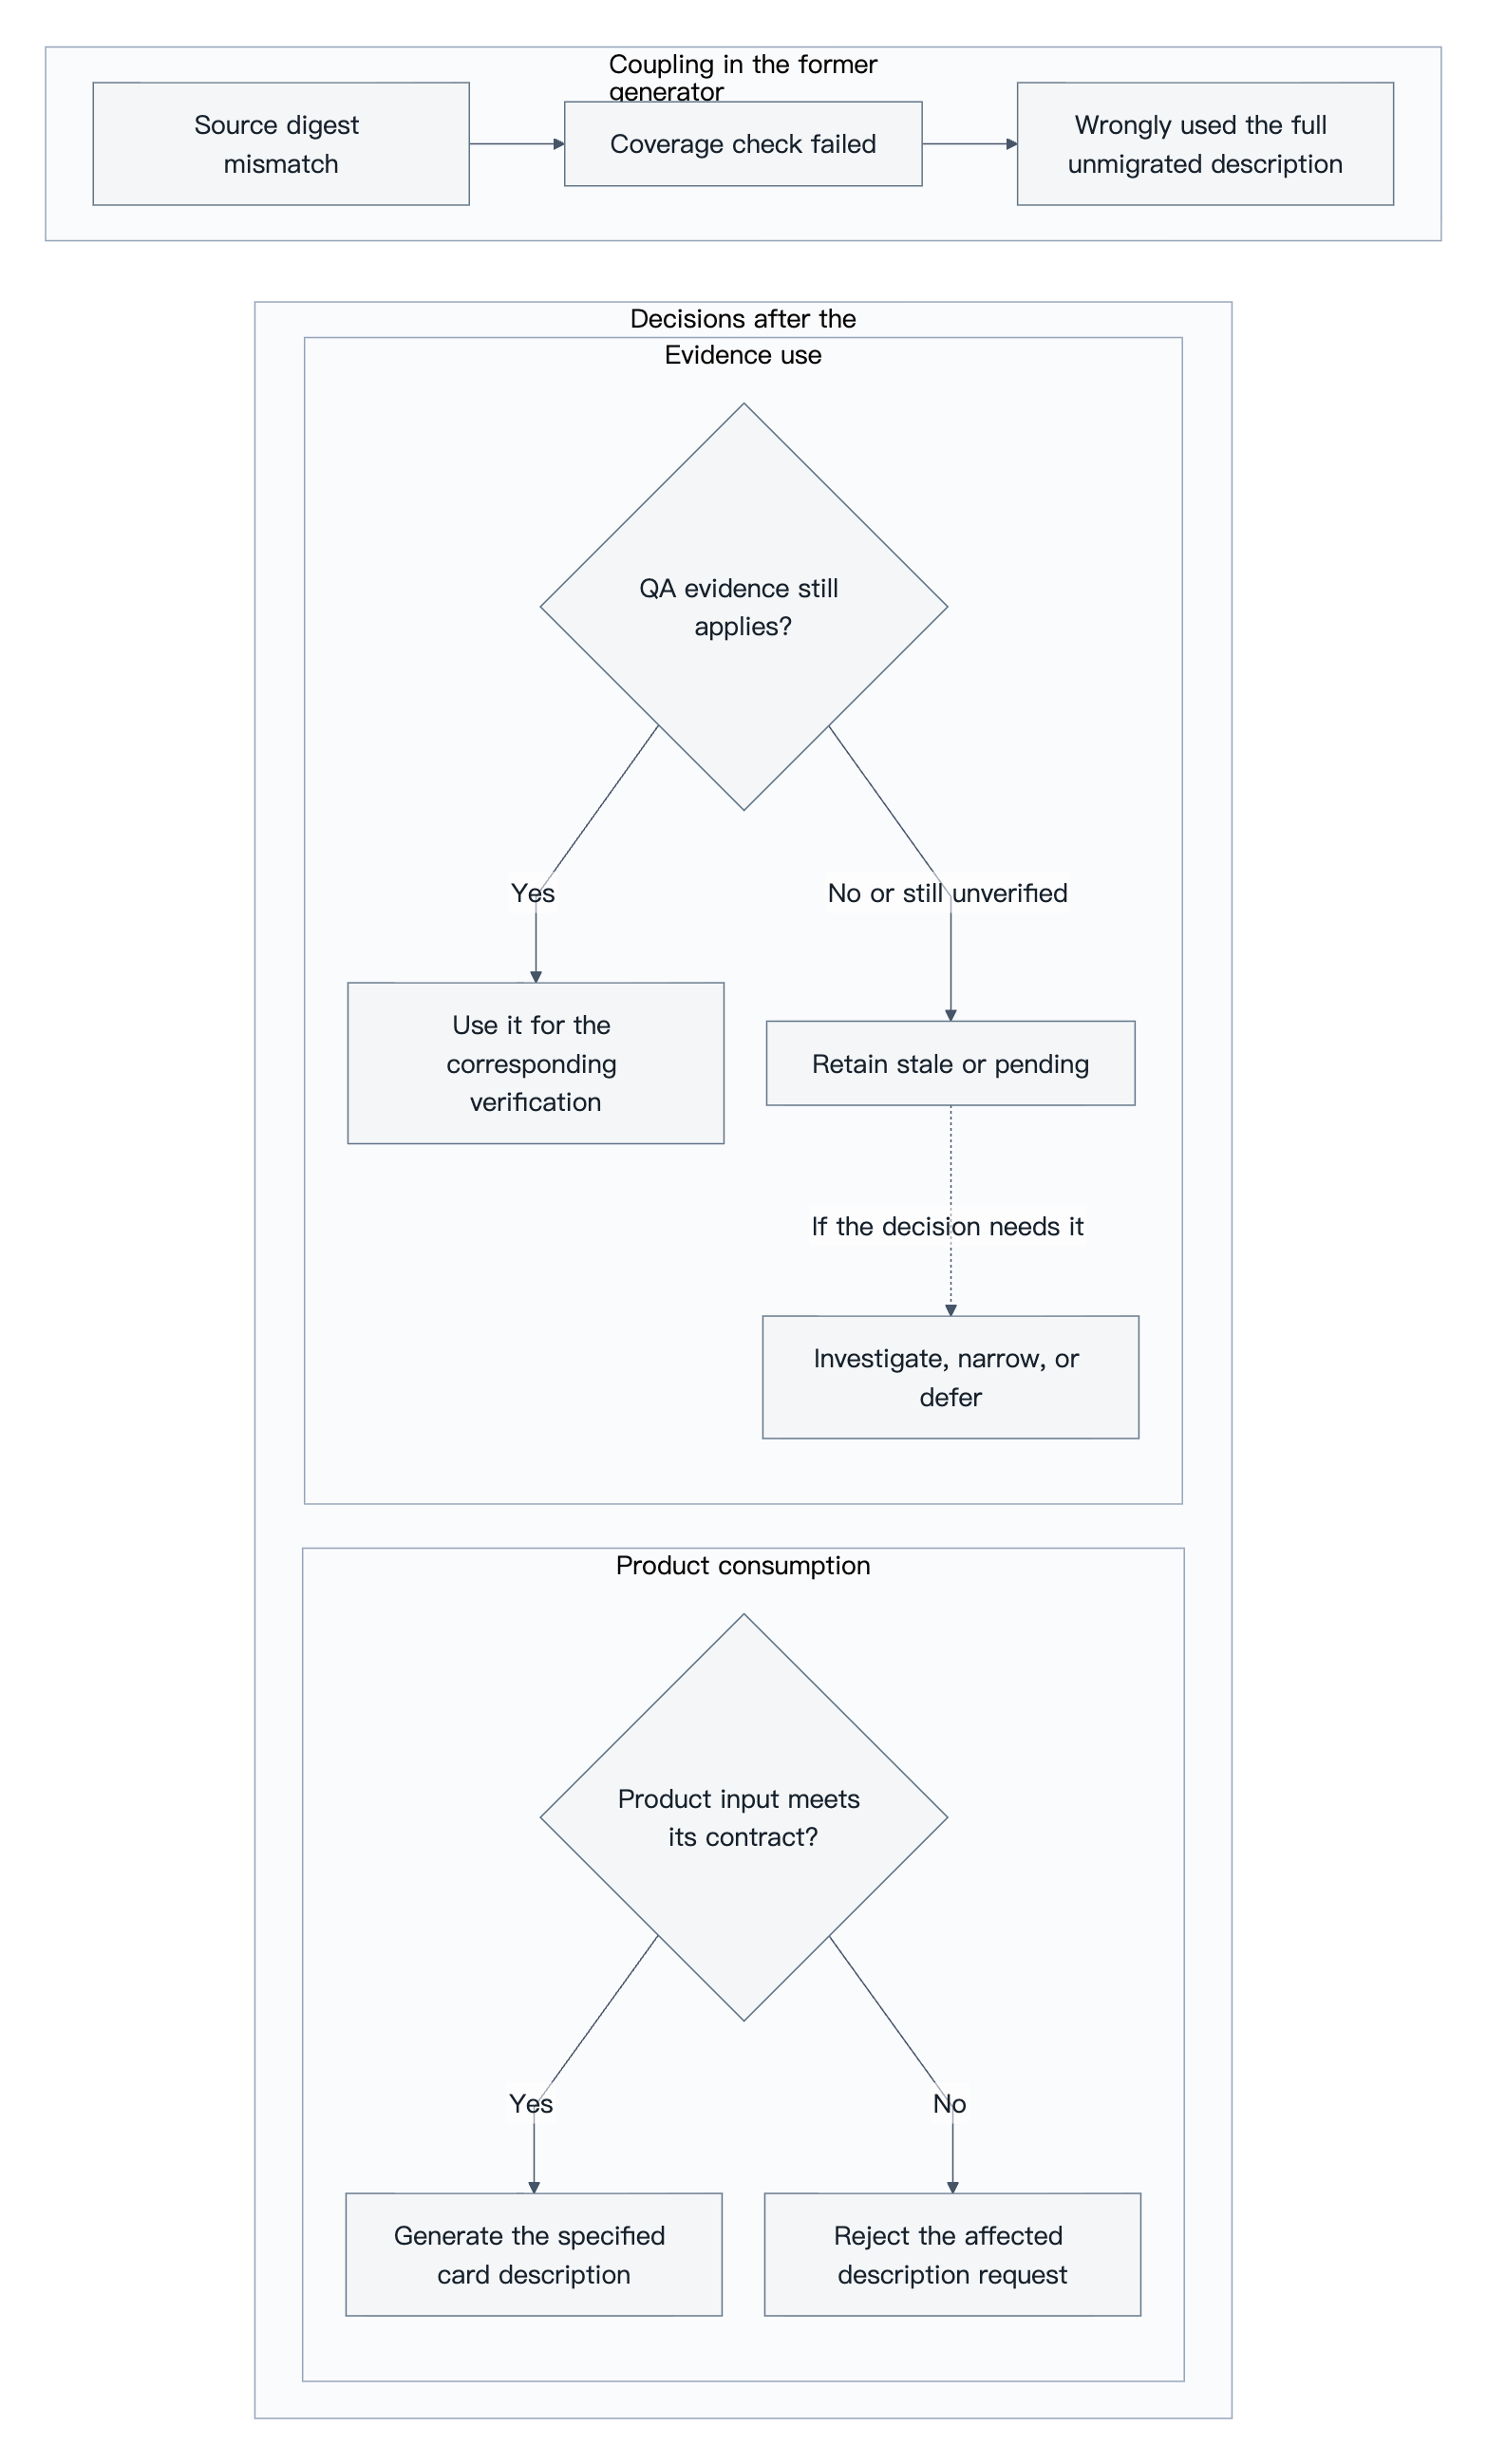 Coupling in the former
generator
Source digest
mismatch
Coverage check failed
Wrongly used the full
unmigrated description
Decisions after the
Evidence use
QA evidence still
applies?
Yes
No or still unverified
Use it for the
corresponding
verification
Retain stale or pending
If the decision needs it
Investigate, narrow, or
defer
Product consumption
Product input meets
its contract?
Yes
No
Generate the specified
card description
Reject the affected
description request